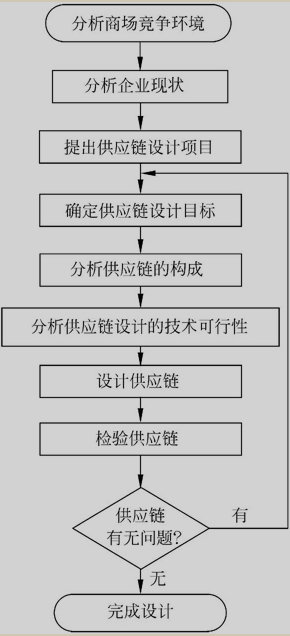 分析商场竞争环境
分析企业现状
提出供应链设计项目
确定供应链设计目标
分析供应链的构成
分析供应链设计的技术可行性
设计供应链
检验供应链
供应链
有无问题?
有
无
完成设计